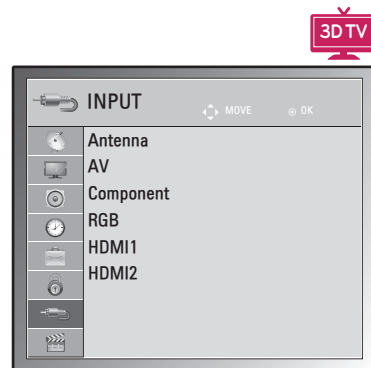 3D TV
INPUT MOVE OK
Antenna
AV
Component
RGB
HDMI1
HDMI2